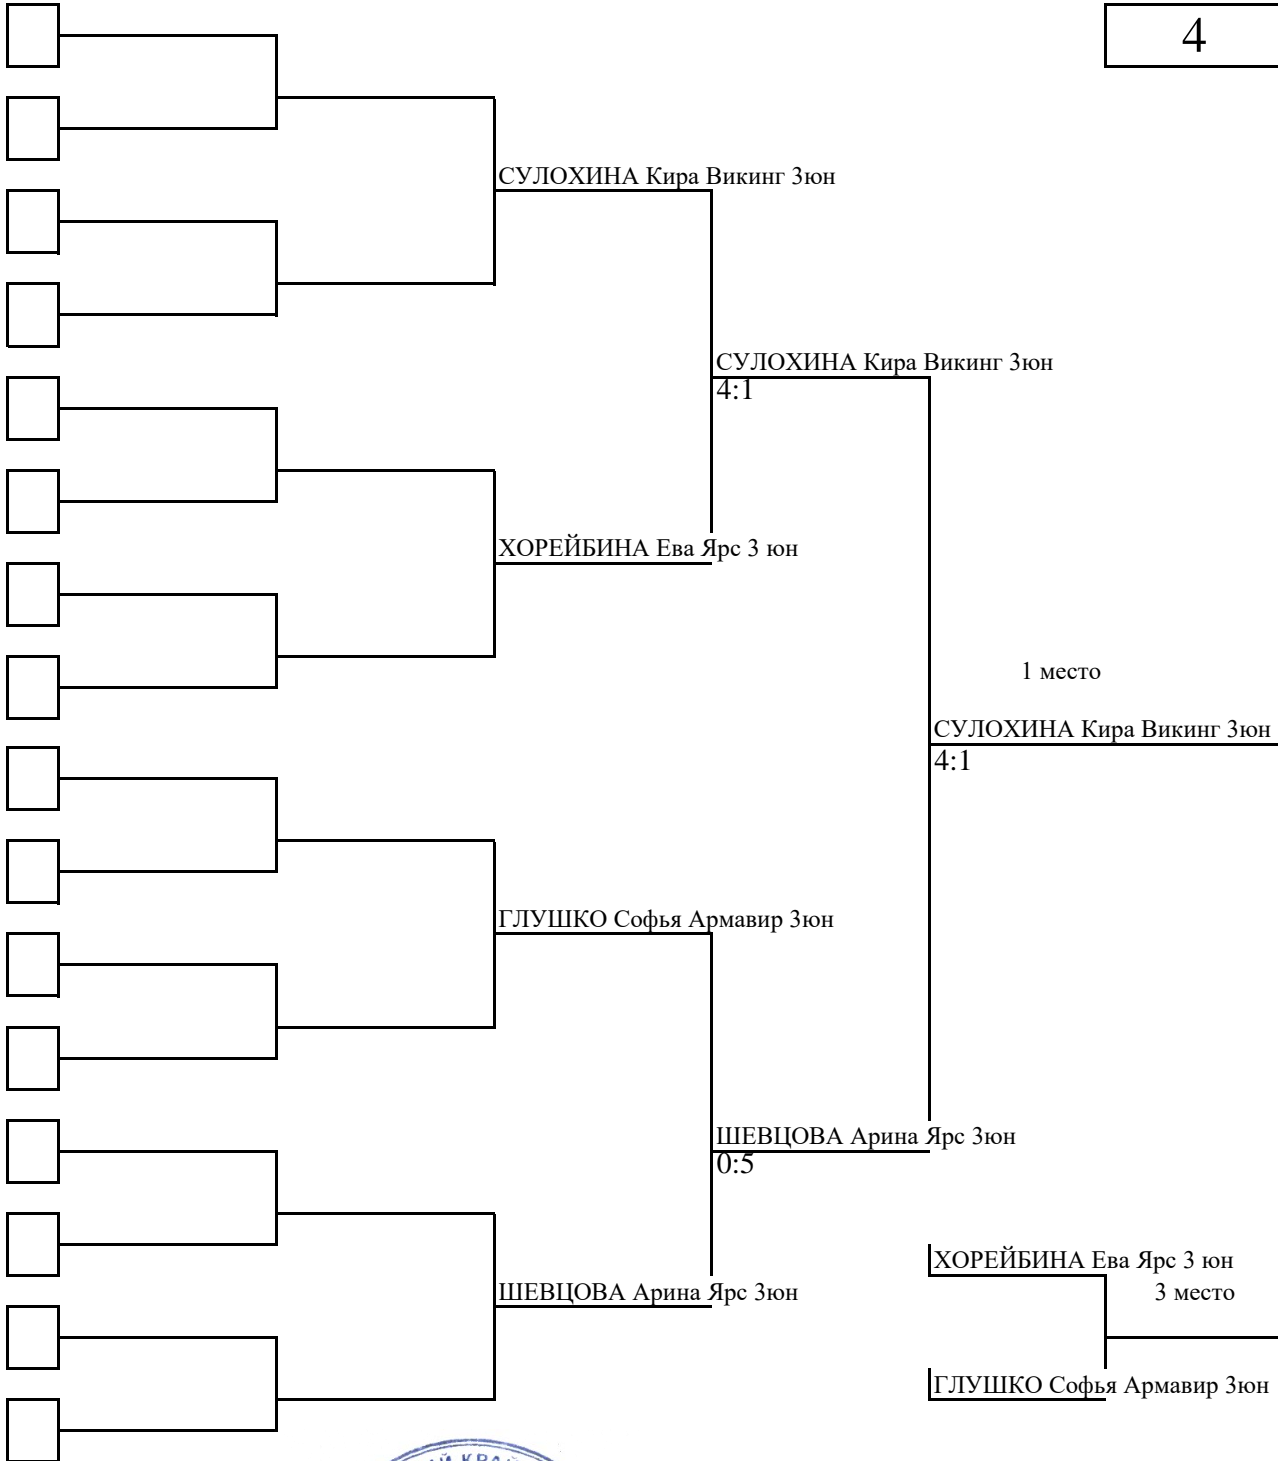 4
СУЛОХИНА Кира Викинг 3юн
СУЛОХИНА Кира Викинг 3юн
4:1
ХОРЕЙБИНА Ева Ярс 3 юн
1 место
СУЛОХИНА Кира Викинг 3юн
4:1
ГЛУШКО Софья Армавир 3юн
ШЕВЦОВА Арина Ярс 3юн
0:5
ХОРЕЙБИНА Ева Ярс 3 юн
ШЕВЦОВА Арина Ярс 3юн
3 место
ГЛУШКО Софья Армавир 3юн